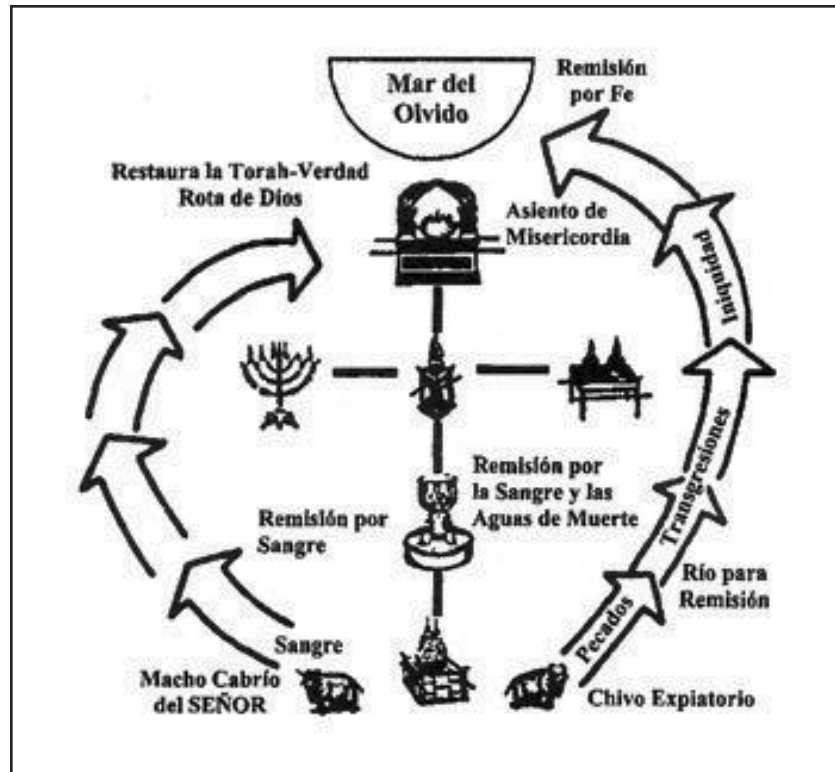 Mar del
Olvido
Remisión
por Fe
Restaura la Torah-Verdad
Rota de Dios
Asiento de
Misericordia
Iniquidad
Transgresiones
Remisión por
la Sangre y las
Aguas de Muerte
Remisión por
Sangre
Río para
Remisión
Pecados
Sangre
Macho Cabrío
del SEÑOR
Chivo Expiatorio